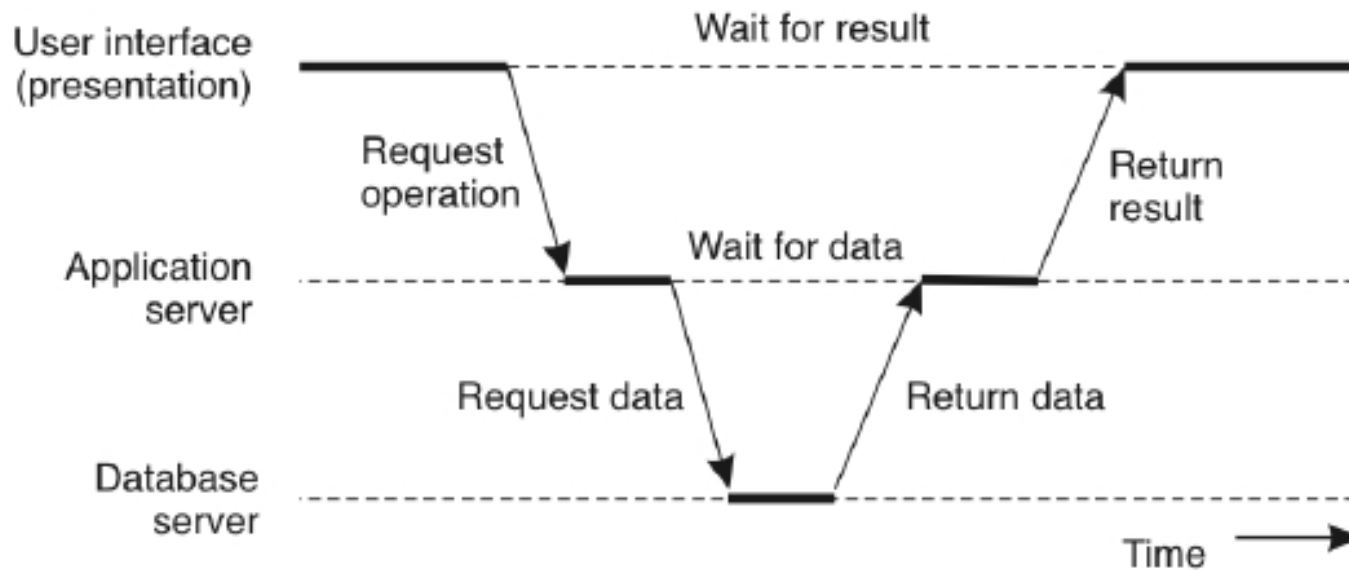 User interface
(presentation)
Wait for result
Request
operation
Return
result
Application
server
Wait for data
Request data
Return data
Database
server
Time